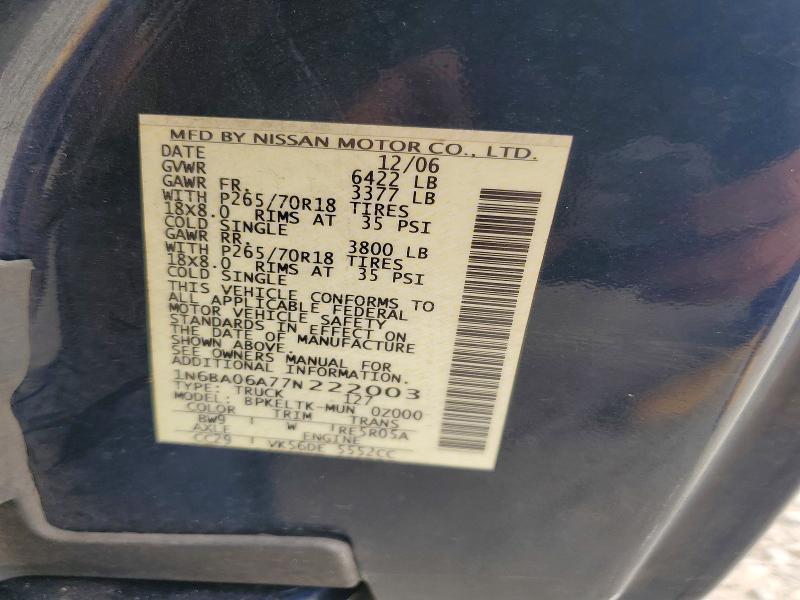 MFD BY NISSAN MOTOR CO., LTD.
DATE 12/06
GVWR 6422 LB
GAWR FR. 3377 LB
WITH P265/70R18 TIRES
18X8.0 RIMS AT 35 PSI
COLD SINGLE
GAWR RR. 3800 LB
WITH P265/70R18 TIRES
18X8.0 RIMS AT 35 PSI
COLD SINGLE
THIS VEHICLE CONFORMS TO
ALL APPLICABLE FEDERAL
MOTOR VEHICLE SAFETY
STANDARDS IN EFFECT ON
THE DATE OF MANUFACTURE
SHOWN ABOVE.
SEE OWNERS MANUAL FOR
ADDITIONAL INFORMATION.
1N6BA06A77N222003
TYPE: TRUCK 127
MODEL: BPKELTK-MUN 0Z000
COLOR TRIM TRANS
BW9 W RE5R05A
AXLE ENGINE
CC29 VK56DE 5552CC